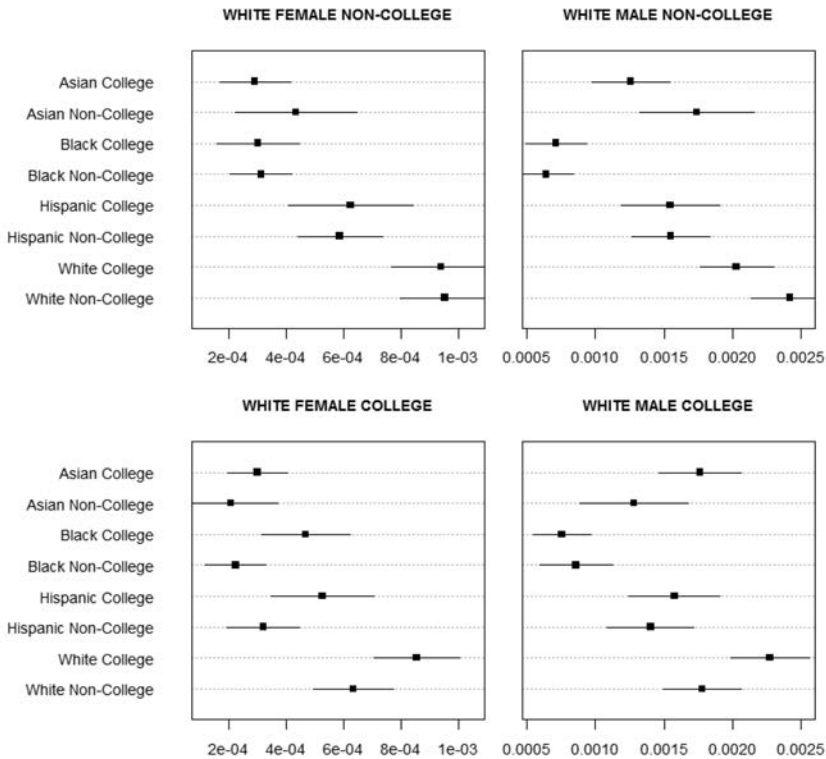 WHITE FEMALE NON-COLLEGE
WHITE MALE NON-COLLEGE
Asian College
Asian Non-College
Black College
Black Non-College
Hispanic College
Hispanic Non-College
White College
White Non-College
2e-04 4e-04 6e-04 8e-04 1e-03
0.0005 0.0010 0.0015 0.0020 0.0025
WHITE FEMALE COLLEGE
WHITE MALE COLLEGE
Asian College
Asian Non-College
Black College
Black Non-College
Hispanic College
Hispanic Non-College
White College
White Non-College
2e-04 4e-04 6e-04 8e-04 1e-03
0.0005 0.0010 0.0015 0.0020 0.0025